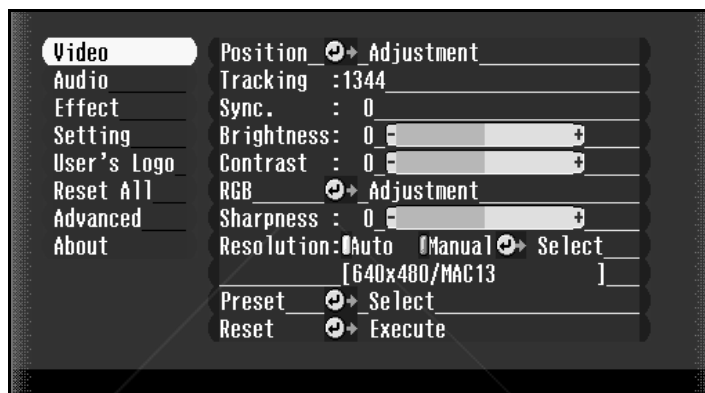 Video
Audio
Effect
Setting
User's Logo
Reset All
Advanced
About
Position Adjustment
Tracking :1344
Sync. : 0
Brightness: 0 - +
Contrast : 0 - +
RGB Adjustment
Sharpness : 0 - +
Resolution: Auto Manual Select
[640x480/MAC13 ]
Preset Select
Reset Execute